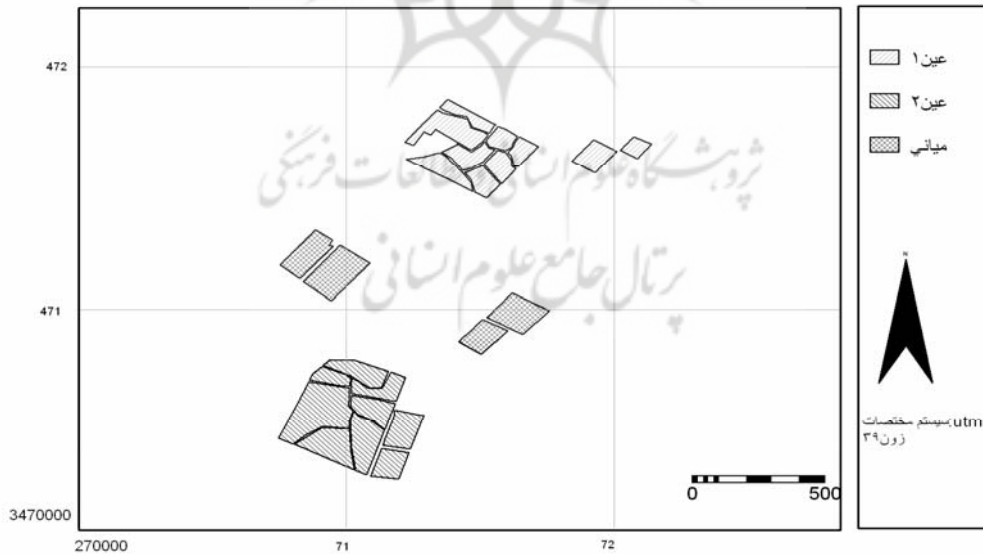 472
471
3470000
270000
71
72
عین۱
عین۲
میانی
N
سیستم مختصات:utm
زون۳۹
0 500
پژوهشگاه علوم انسانی و مطالعات فرهنگی
پرتال جامع علوم انسانی